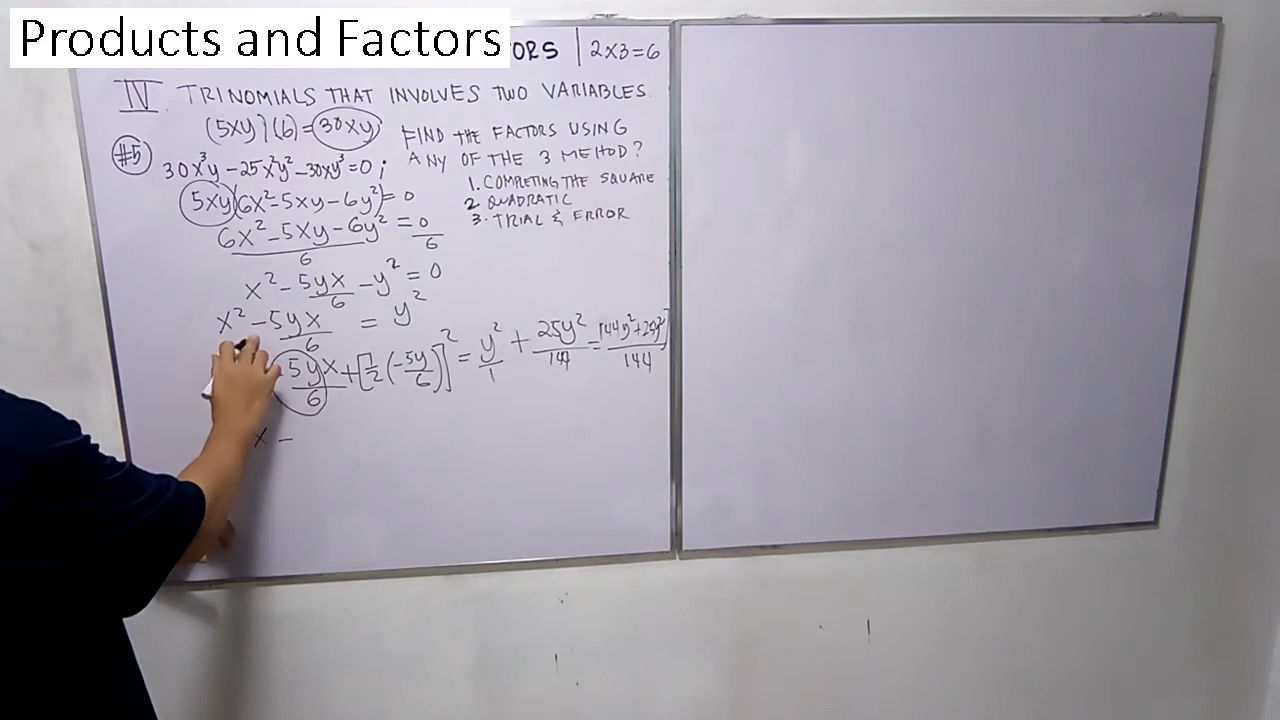 Products and Factors
ORS | 2x3=6
IV TRINOMIALS THAT INVOLVES TWO VARIABLES.
(5xy)(6)=30xy
FIND THE FACTORS USING
ANY OF THE 3 METHOD?
1. COMPLETING THE SQUARE
2 QUADRATIC
3. TRIAL & ERROR
#5) 30x³y - 25x²y² - 30xy³ = 0 ;
5xy(6x² - 5xy - 6y²) = 0
6x² - 5xy - 6y² / 6 = 0 / 6
x² - 5yx/6 - y² = 0
x² - 5yx/6 = y²
5yx/6 + [1/2(-5y/6)]² = y²/1 + 25y²/144 = 144y² + 25y²/144
x -